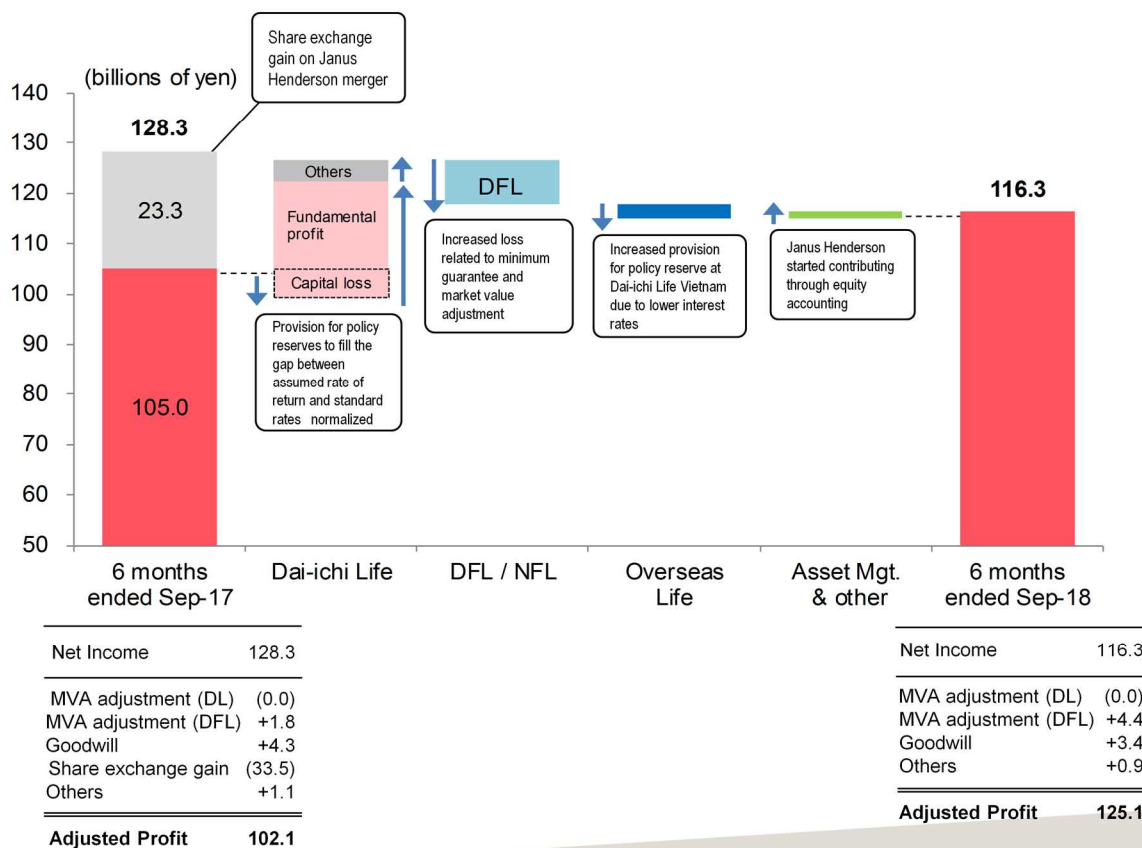 Share exchange
gain on Janus
Henderson merger
(billions of yen)
140
130
120
110
100
90
80
70
60
50
128.3
23.3
105.0
Others
Fundamental
profit
Capital loss
Provision for policy
reserves to fill the
gap between
assumed rate of
return and standard
rates normalized
DFL
Increased loss
related to minimum
guarantee and
market value
adjustment
Increased provision
for policy reserve at
Dai-ichi Life Vietnam
due to lower interest
rates
Janus Henderson
started contributing
through equity
accounting
116.3
6 months
ended Sep-17
Dai-ichi Life
DFL / NFL
Overseas
Life
Asset Mgt.
& other
6 months
ended Sep-18
Net Income 128.3
MVA adjustment (DL) (0.0)
MVA adjustment (DFL) +1.8
Goodwill +4.3
Share exchange gain (33.5)
Others +1.1
Adjusted Profit 102.1
Net Income 116.3
MVA adjustment (DL) (0.0)
MVA adjustment (DFL) +4.4
Goodwill +3.4
Others +0.9
Adjusted Profit 125.1